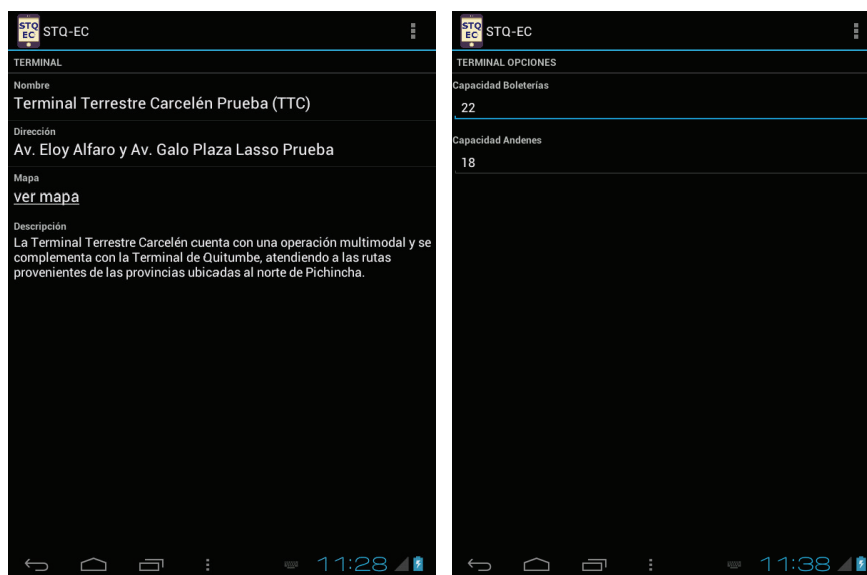 STQ
EC
STQ-EC
TERMINAL
Nombre
Terminal Terrestre Carcelén Prueba (TTC)
Dirección
Av. Eloy Alfaro y Av. Galo Plaza Lasso Prueba
Mapa
ver mapa
Descripción
La Terminal Terrestre Carcelén cuenta con una operación multimodal y se
complementa con la Terminal de Quitumbe, atendiendo a las rutas
provenientes de las provincias ubicadas al norte de Pichincha.
11:28
STQ
EC
STQ-EC
TERMINAL OPCIONES
Capacidad Boleterías
22
Capacidad Andenes
18
11:38